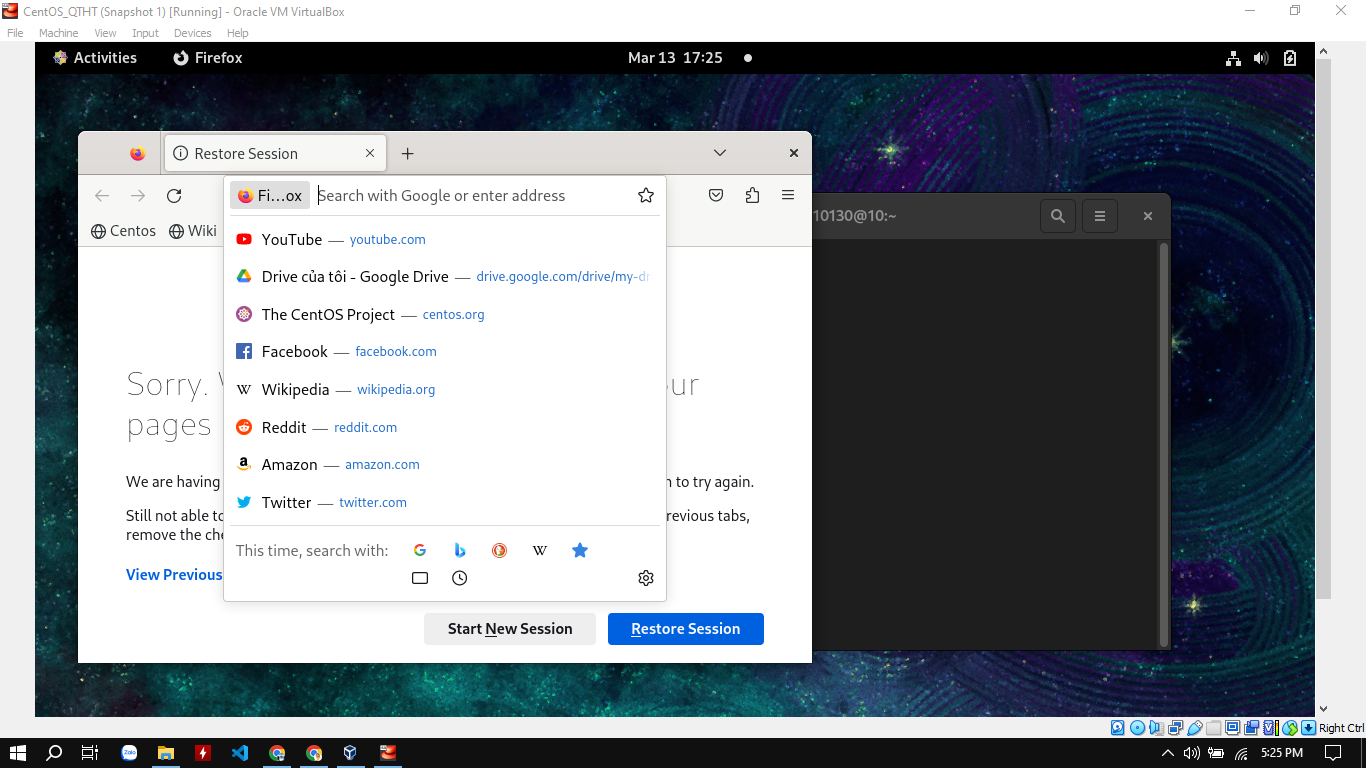 CentOS_QTHT (Snapshot 1) [Running] - Oracle VM VirtualBox
File Machine View Input Devices Help
Activities Firefox Mar 13 17:25
Restore Session
Fi…ox Search with Google or enter address
10130@10:~
Centos Wiki
YouTube — youtube.com
Drive của tôi - Google Drive — drive.google.com/drive/my-dr
The CentOS Project — centos.org
Facebook — facebook.com
Sorry. our
Wikipedia — wikipedia.org
pages
Reddit — reddit.com
Amazon — amazon.com
We are having to try again.
Twitter — twitter.com
Still not able to revious tabs,
remove the che
This time, search with:
View Previous
Start New Session Restore Session
Right Ctrl
Zalo
5:25 PM